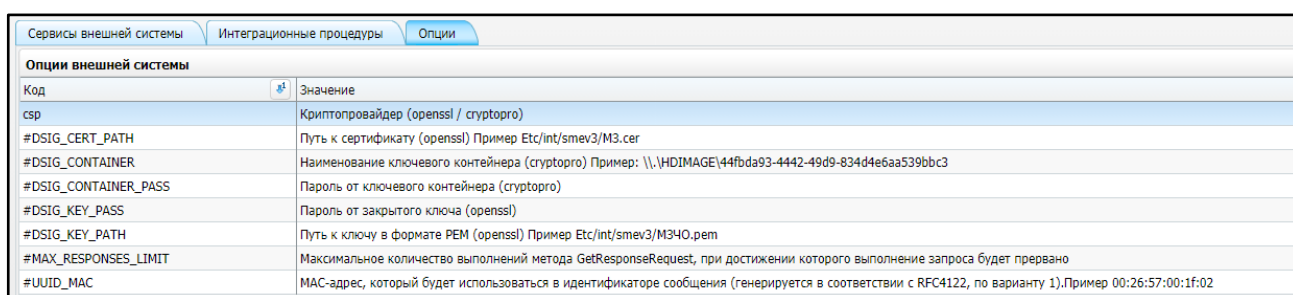 Сервисы внешней системы Интеграционные процедуры Опции
Опции внешней системы
Код 1 Значение
csp Криптопровайдер (openssl / cryptopro)
#DSIG_CERT_PATH Путь к сертификату (openssl) Пример Etc/int/smev3/МЗ.cer
#DSIG_CONTAINER Наименование ключевого контейнера (cryptopro) Пример: \\.\HDIMAGE\44fbda93-4442-49d9-834d4e6aa539bbc3
#DSIG_CONTAINER_PASS Пароль от ключевого контейнера (cryptopro)
#DSIG_KEY_PASS Пароль от закрытого ключа (openssl)
#DSIG_KEY_PATH Путь к ключу в формате PEM (openssl) Пример Etc/int/smev3/МЗЧО.pem
#MAX_RESPONSES_LIMIT Максимальное количество выполнений метода GetResponseRequest, при достижении которого выполнение запроса будет прервано
#UUID_MAC MAC-адрес, который будет использоваться в идентификаторе сообщения (генерируется в соответствии с RFC4122, по варианту 1).Пример 00:26:57:00:1f:02